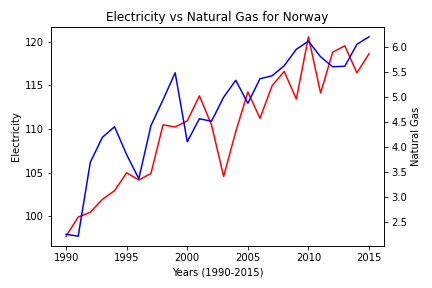 Electricity vs Natural Gas for Norway
120
115
110
105
100
Electricity
6.0
5.5
5.0
4.5
4.0
3.5
3.0
2.5
Natural Gas
1990 1995 2000 2005 2010 2015
Years (1990-2015)